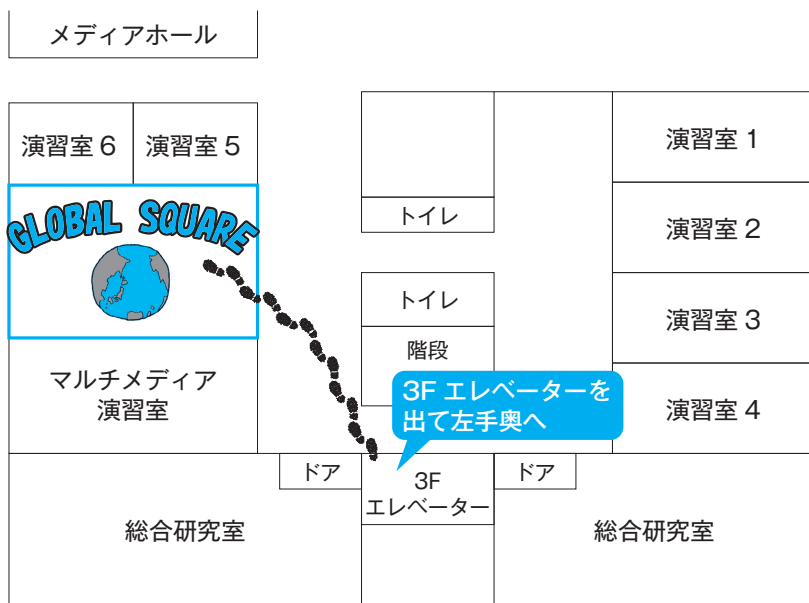 メディアホール
演習室 6
演習室 5
GLOBAL SQUARE
マルチメディア
演習室
トイレ
トイレ
階段
3F エレベーターを
出て左手奥へ
演習室 1
演習室 2
演習室 3
演習室 4
ドア
3F
エレベーター
ドア
総合研究室
総合研究室